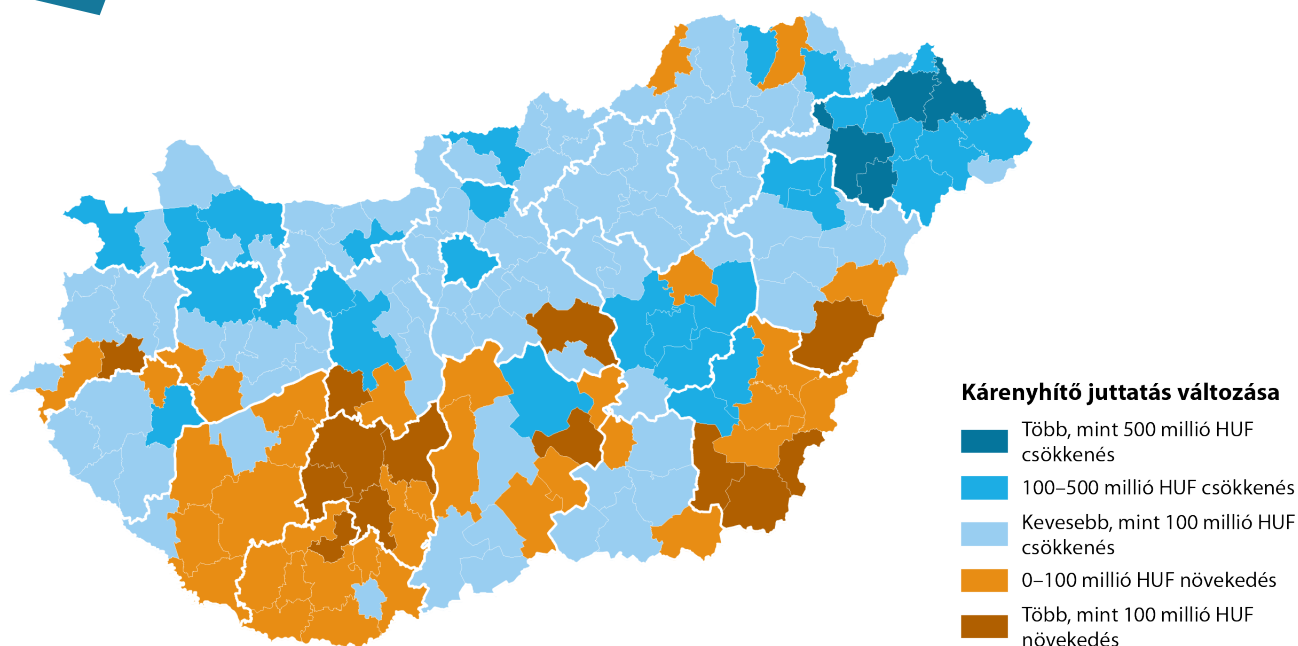 Kárenyhítő juttatás változása
Több, mint 500 millió HUF
csökkenés
100–500 millió HUF csökkenés
Kevesebb, mint 100 millió HUF
csökkenés
0–100 millió HUF növekedés
Több, mint 100 millió HUF
növekedés